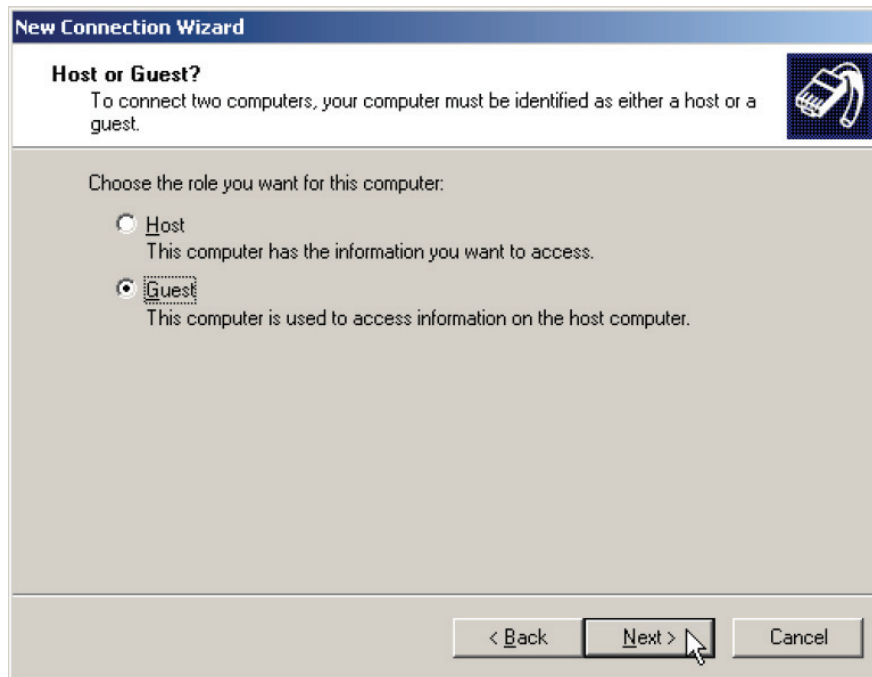 New Connection Wizard
Host or Guest?
To connect two computers, your computer must be identified as either a host or a
guest.
Choose the role you want for this computer:
Host
This computer has the information you want to access.
Guest
This computer is used to access information on the host computer.
< Back Next > Cancel